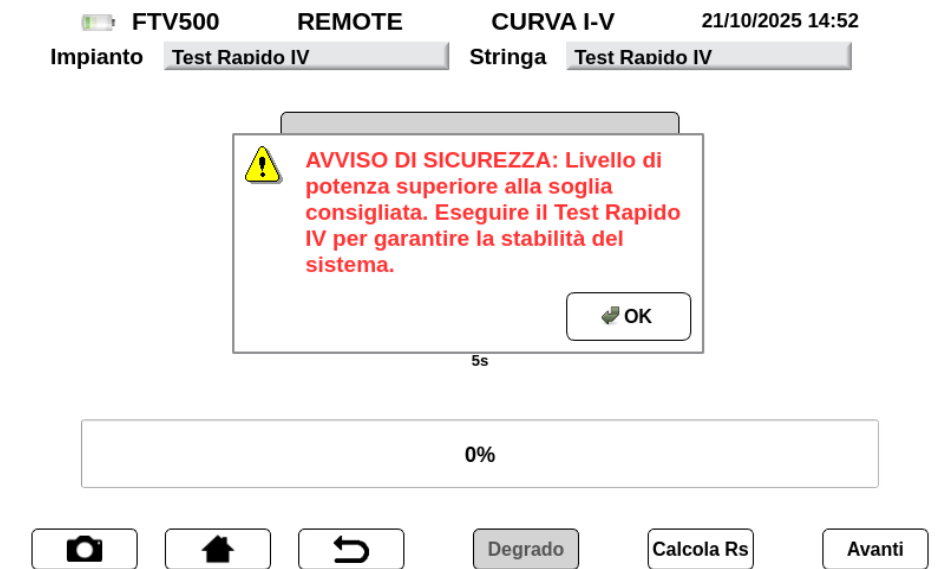 FTV500 REMOTE CURVA I-V 21/10/2025 14:52
Impianto Test Rapido IV Stringa Test Rapido IV
AVVISO DI SICUREZZA: Livello di
potenza superiore alla soglia
consigliata. Eseguire il Test Rapido
IV per garantire la stabilità del
sistema.
OK
5s
0%
Degrado Calcola Rs Avanti